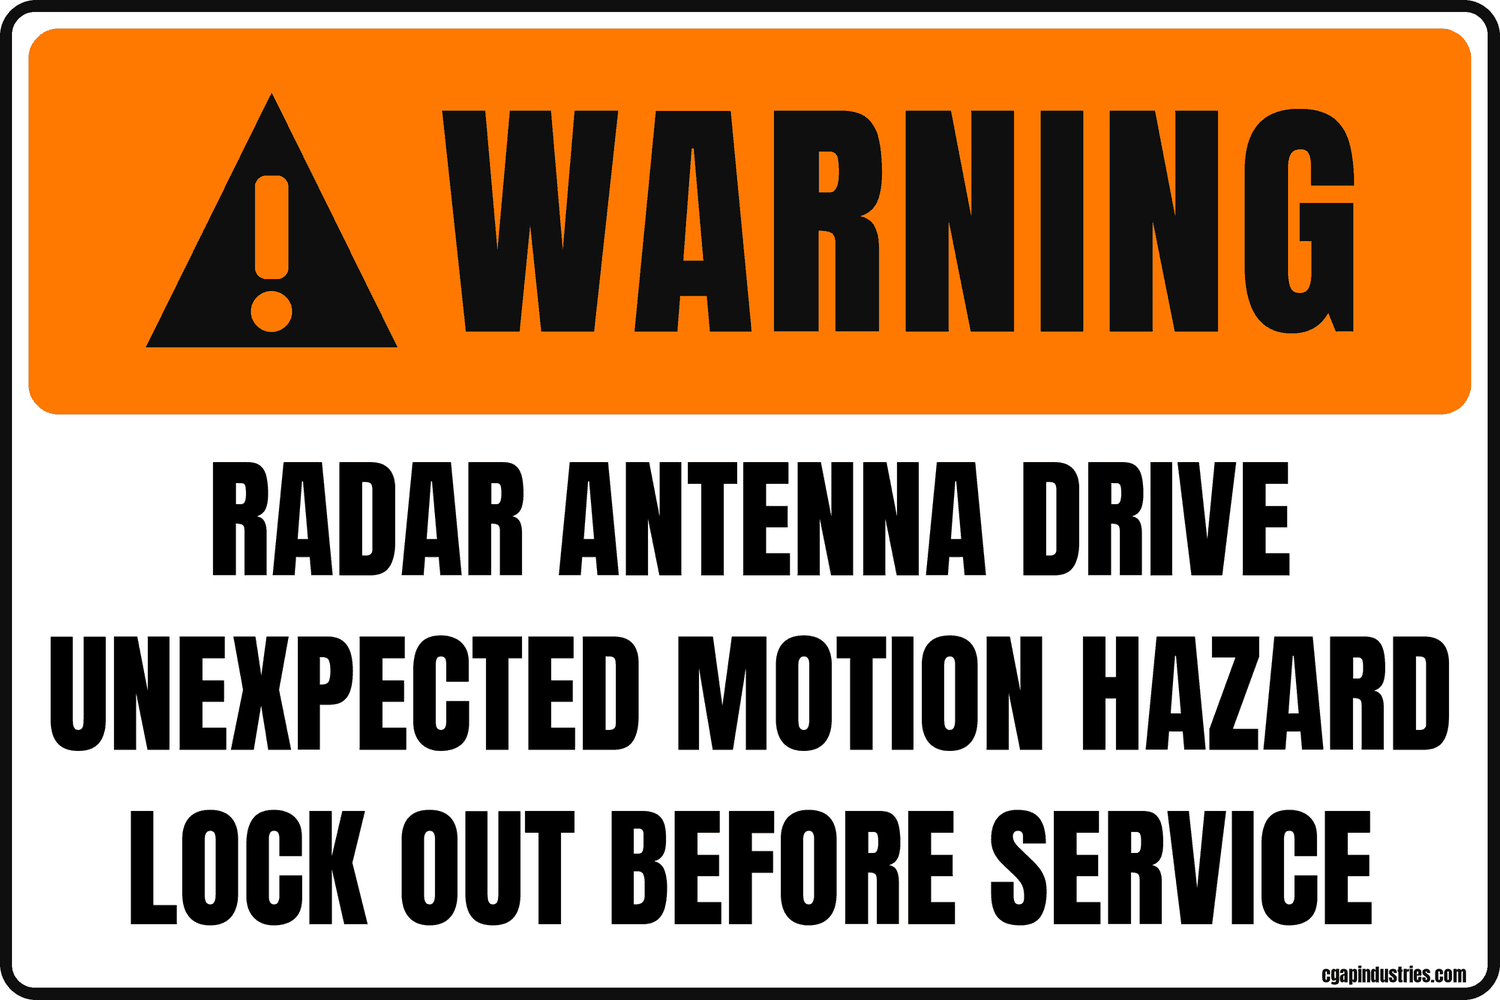 WARNING
RADAR ANTENNA DRIVE
UNEXPECTED MOTION HAZARD
LOCK OUT BEFORE SERVICE
cgapindustries.com